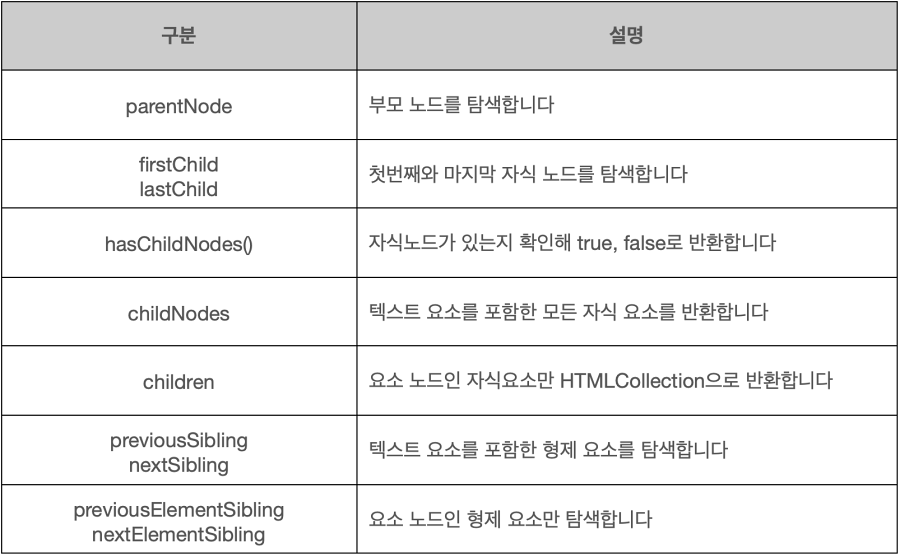 구분
설명
parentNode
부모 노드를 탐색합니다
firstChild
lastChild
첫번째와 마지막 자식 노드를 탐색합니다
hasChildNodes()
자식노드가 있는지 확인해 true, false로 반환합니다
childNodes
텍스트 요소를 포함한 모든 자식 요소를 반환합니다
children
요소 노드인 자식요소만 HTMLCollection으로 반환합니다
previousSibling
nextSibling
텍스트 요소를 포함한 형제 요소를 탐색합니다
previousElementSibling
nextElementSibling
요소 노드인 형제 요소만 탐색합니다